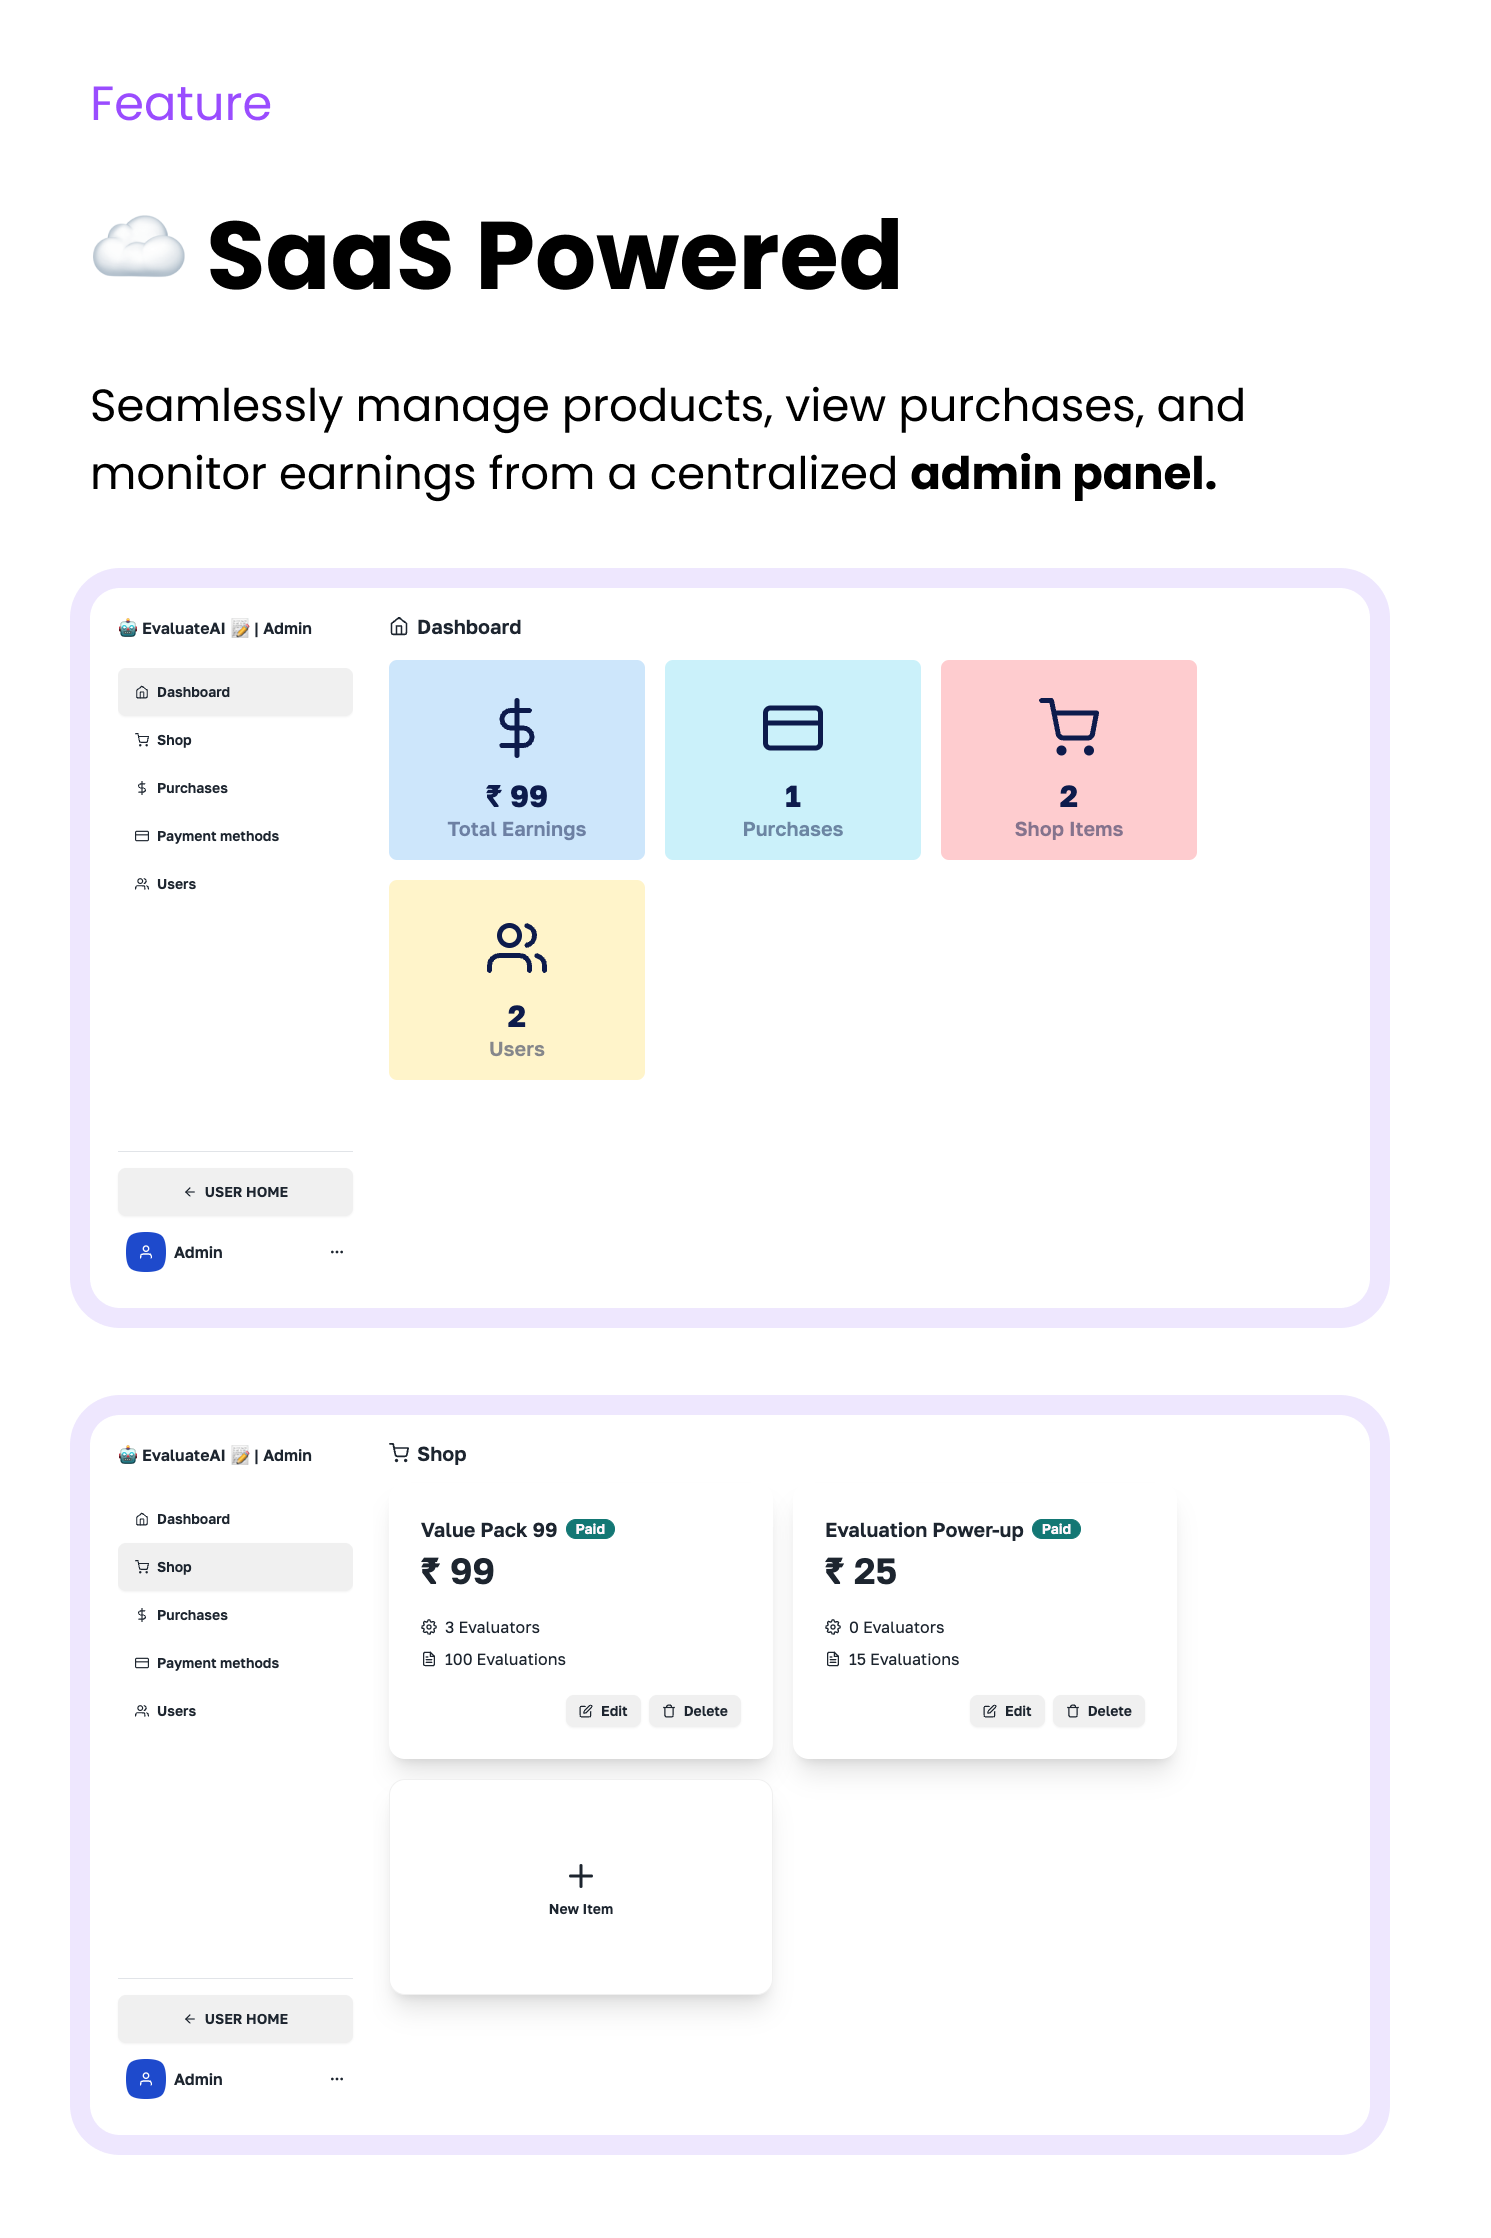 Feature
☁️ SaaS Powered
Seamlessly manage products, view purchases, and
monitor earnings from a centralized admin panel.
🤖 EvaluateAI 📝 | Admin
Dashboard
Shop
Purchases
Payment methods
Users
← USER HOME
Admin
Dashboard
₹ 99
Total Earnings
1
Purchases
2
Shop Items
2
Users
🤖 EvaluateAI 📝 | Admin
Dashboard
Shop
Purchases
Payment methods
Users
← USER HOME
Admin
Shop
Value Pack 99 Paid
₹ 99
3 Evaluators
100 Evaluations
Edit Delete
Evaluation Power-up Paid
₹ 25
0 Evaluators
15 Evaluations
Edit Delete
New Item